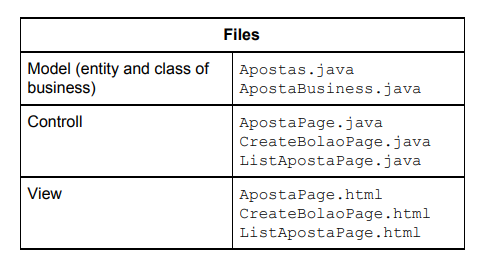 Files
Model (entity and class of
business)
Apostas.java
ApostaBusiness.java
Controll
ApostaPage.java
CreateBolaoPage.java
ListApostaPage.java
View
ApostaPage.html
CreateBolaoPage.html
ListApostaPage.html